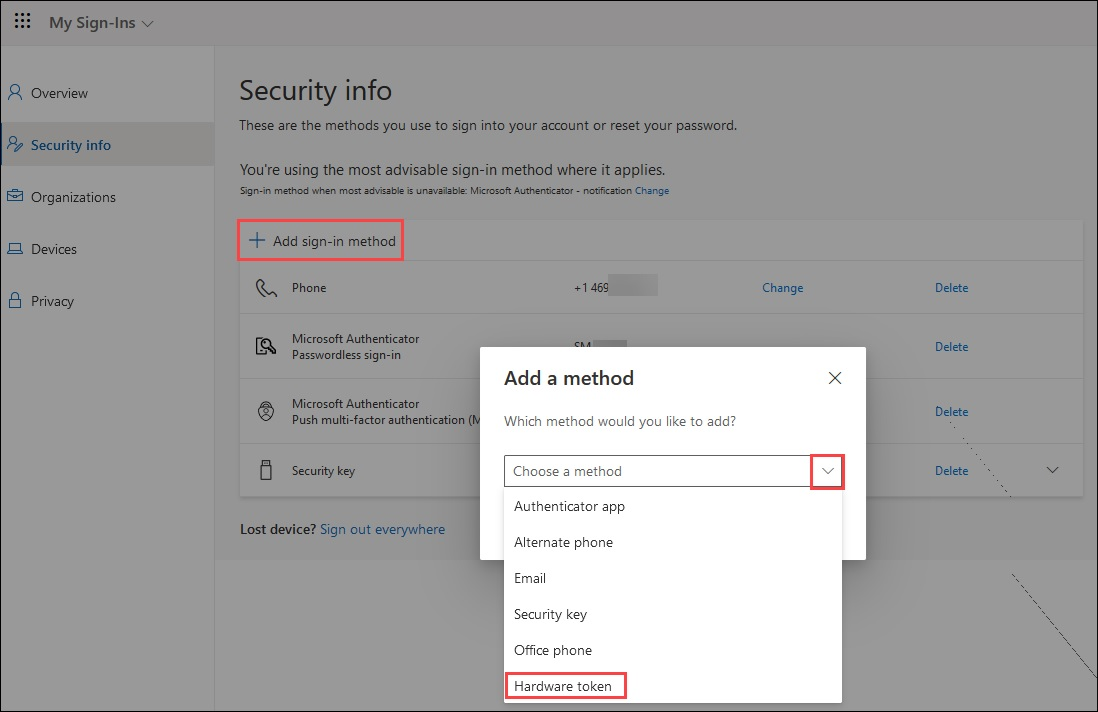 My Sign-Ins
Overview
Security info
Organizations
Devices
Privacy
Security info
These are the methods you use to sign into your account or reset your password.
You're using the most advisable sign-in method where it applies.
Sign-in method when most advisable is unavailable: Microsoft Authenticator - notification Change
Add sign-in method
Phone +1 469 Change Delete
Microsoft Authenticator
Passwordless sign-in
SM Delete
Microsoft Authenticator
Push multi-factor authentication (M
Delete
Security key Delete
Lost device? Sign out everywhere
Add a method
Which method would you like to add?
Choose a method
Authenticator app
Alternate phone
Email
Security key
Office phone
Hardware token